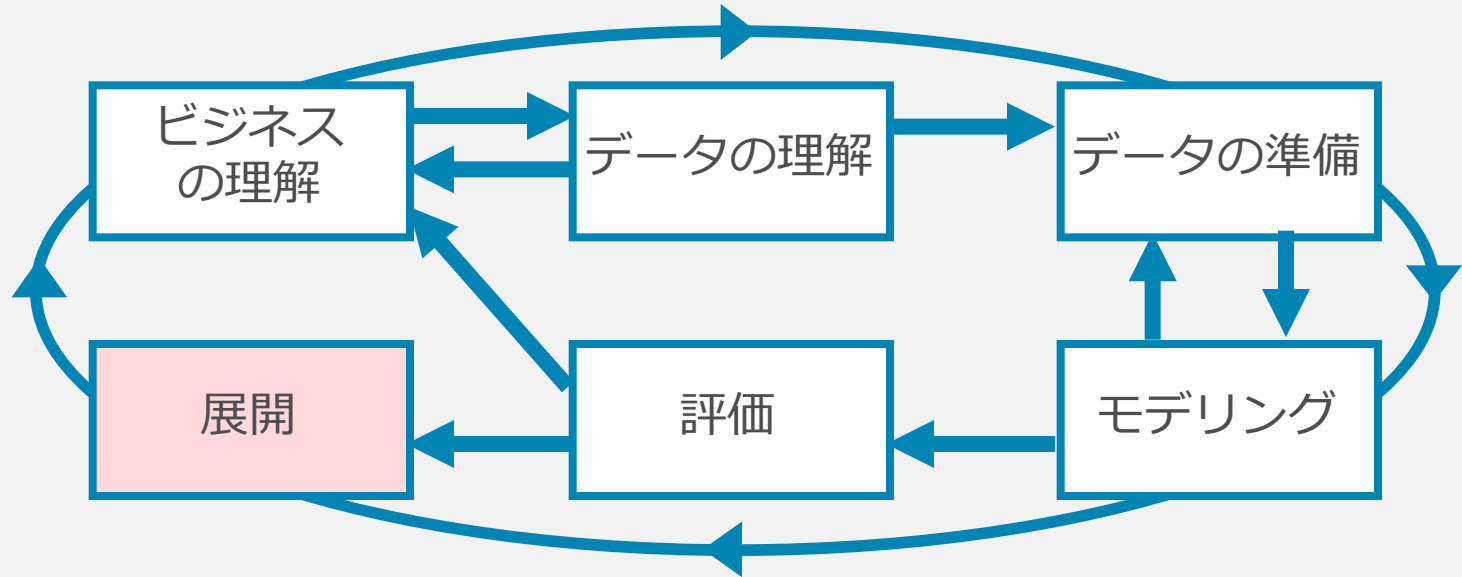 ビジネス
の理解
データの理解
データの準備
展開
評価
モデリング